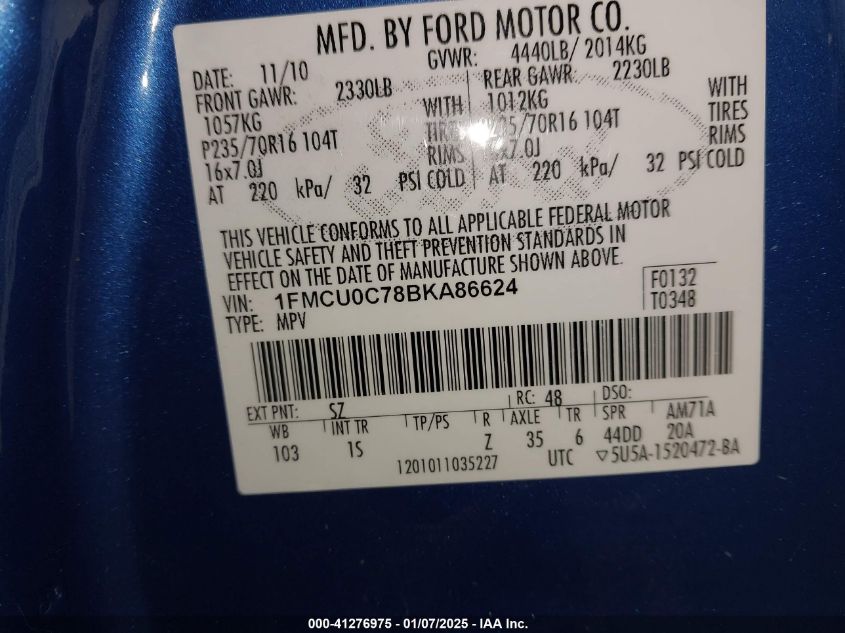 MFD. BY FORD MOTOR CO.
DATE: 11/10 GVWR: 4440LB/ 2014KG
FRONT GAWR: 2330LB REAR GAWR: 2230LB
1057KG WITH 1012KG WITH
P235/70R16 104T TIRES P235/70R16 104T TIRES
16x7.0J RIMS 16x7.0J RIMS
AT 220 kPa/ 32 PSI COLD AT 220 kPa/ 32 PSI COLD
THIS VEHICLE CONFORMS TO ALL APPLICABLE FEDERAL MOTOR
VEHICLE SAFETY AND THEFT PREVENTION STANDARDS IN
EFFECT ON THE DATE OF MANUFACTURE SHOWN ABOVE.
VIN: 1FMCU0C78BKA86624 F0132
TYPE: MPV T0348
EXT PNT: SZ RC: 48 DSO:
WB INT TR TP/PS R AXLE TR SPR AM71A
103 1S Z 35 6 44DD 20A
1201011035227 UTC ▽5U5A-1520472-BA
000-41276975 - 01/07/2025 - IAA Inc.